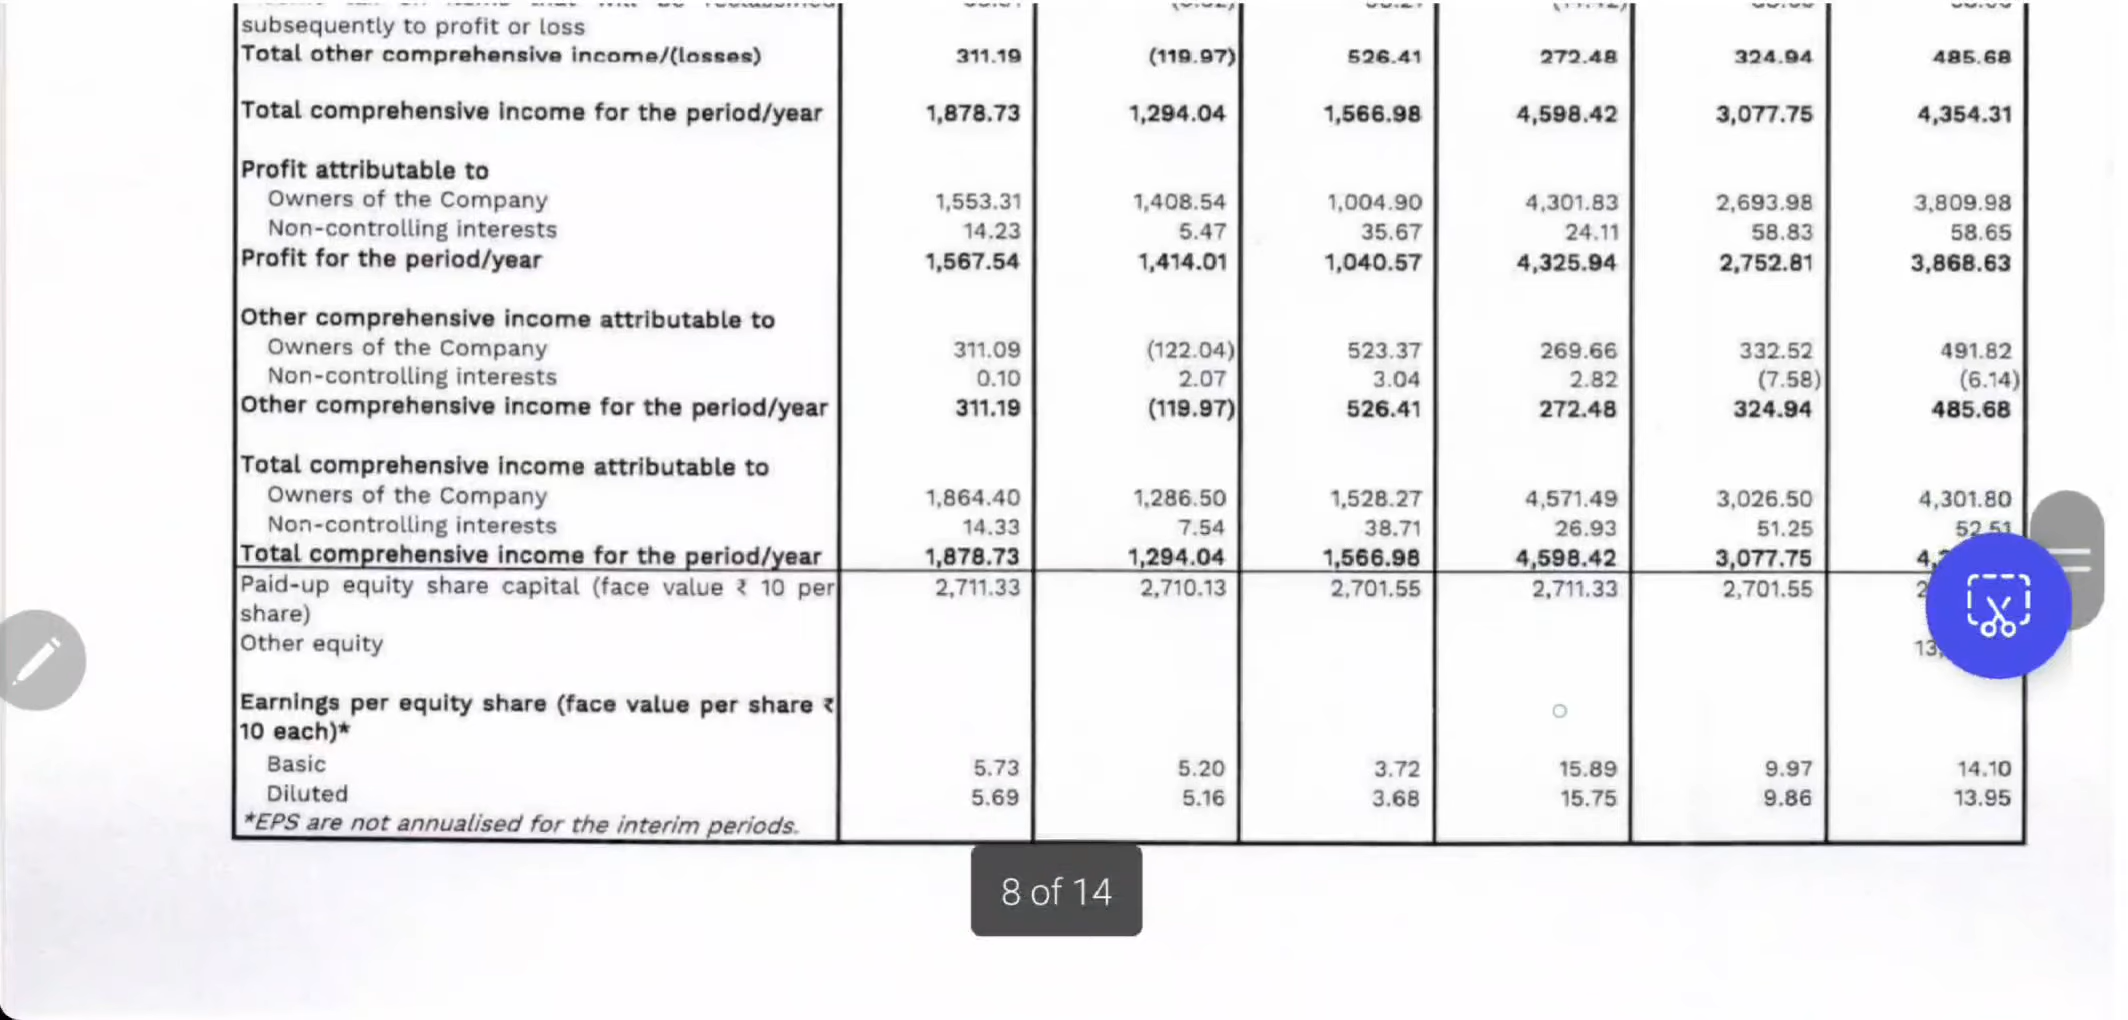 subsequently to profit or loss
Total other comprehensive income/(losses) 311.19 (119.97) 526.41 272.48 324.94 485.68
Total comprehensive income for the period/year 1,878.73 1,294.04 1,566.98 4,598.42 3,077.75 4,354.31
Profit attributable to
Owners of the Company 1,553.31 1,408.54 1,004.90 4,301.83 2,693.98 3,809.98
Non-controlling interests 14.23 5.47 35.67 24.11 58.83 58.65
Profit for the period/year 1,567.54 1,414.01 1,040.57 4,325.94 2,752.81 3,868.63
Other comprehensive income attributable to
Owners of the Company 311.09 (122.04) 523.37 269.66 332.52 491.82
Non-controlling interests 0.10 2.07 3.04 2.82 (7.58) (6.14)
Other comprehensive income for the period/year 311.19 (119.97) 526.41 272.48 324.94 485.68
Total comprehensive income attributable to
Owners of the Company 1,864.40 1,286.50 1,528.27 4,571.49 3,026.50 4,301.80
Non-controlling interests 14.33 7.54 38.71 26.93 51.25 52.51
Total comprehensive income for the period/year 1,878.73 1,294.04 1,566.98 4,598.42 3,077.75
Paid-up equity share capital (face value ₹ 10 per 2,711.33 2,710.13 2,701.55 2,711.33 2,701.55
share)
Other equity
Earnings per equity share (face value per share ₹
10 each)*
Basic 5.73 5.20 3.72 15.89 9.97 14.10
Diluted 5.69 5.16 3.68 15.75 9.86 13.95
*EPS are not annualised for the interim periods.
8 of 14